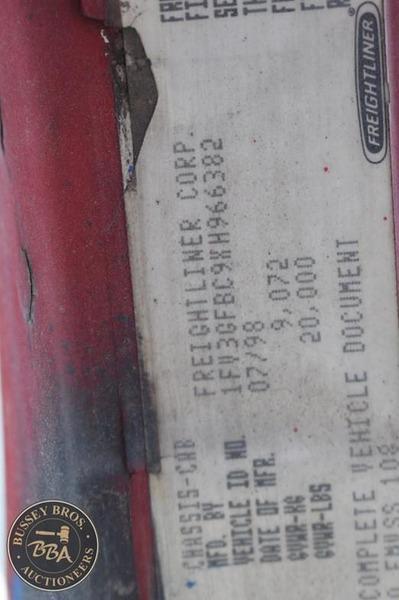 FREIGHTLINER
CHASSIS-CAB
MFD. BY FREIGHTLINER CORP.
VEHICLE ID NO. 1FV3GFBC9XH966382
DATE OF MFR. 07/98
GVWR-KG 9,072
GVWR-LBS 20,000
COMPLETE VEHICLE DOCUMENT
BUSSEY BROS.
BBA
AUCTIONEERS